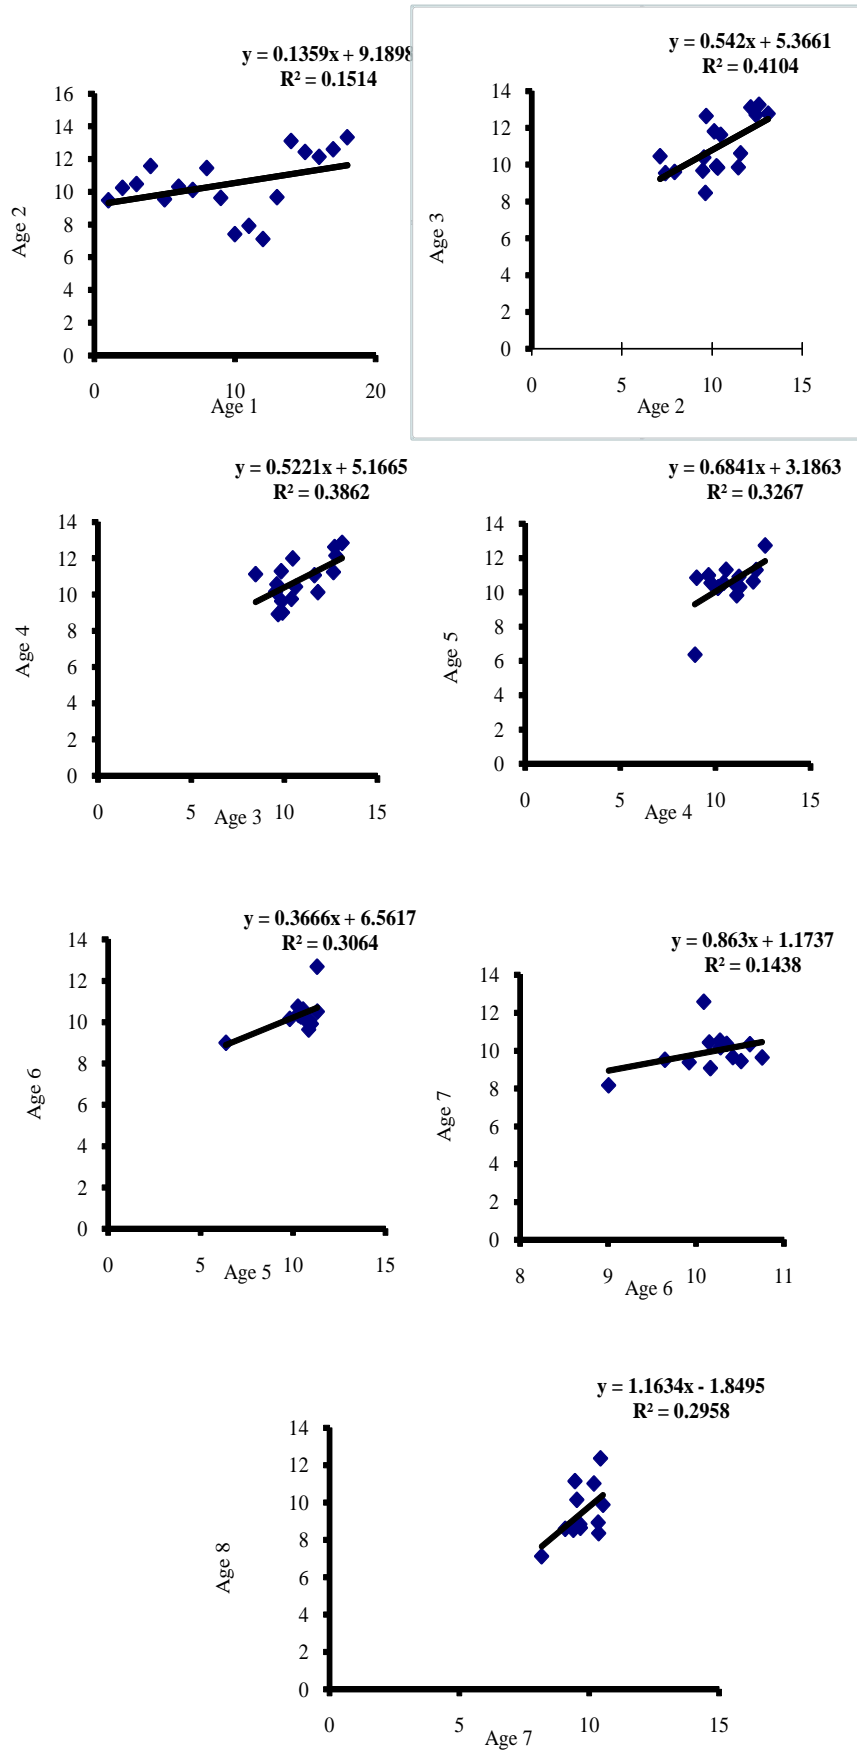 y = 0.1359x + 9.1898
R² = 0.1514
16
14
12
10
8
6
4
2
0
Age 2
0 10 20
Age 1
y = 0.542x + 5.3661
R² = 0.4104
14
12
10
8
6
4
2
0
Age 3
0 5 10 15
Age 2
y = 0.5221x + 5.1665
R² = 0.3862
14
12
10
8
6
4
2
0
Age 4
0 5 10 15
Age 3
y = 0.6841x + 3.1863
R² = 0.3267
14
12
10
8
6
4
2
0
Age 5
0 5 10 15
Age 4
y = 0.3666x + 6.5617
R² = 0.3064
14
12
10
8
6
4
2
0
Age 6
0 5 10 15
Age 5
y = 0.863x + 1.1737
R² = 0.1438
14
12
10
8
6
4
2
0
Age 7
8 9 10 11
Age 6
y = 1.1634x - 1.8495
R² = 0.2958
14
12
10
8
6
4
2
0
Age 8
0 5 10 15
Age 7